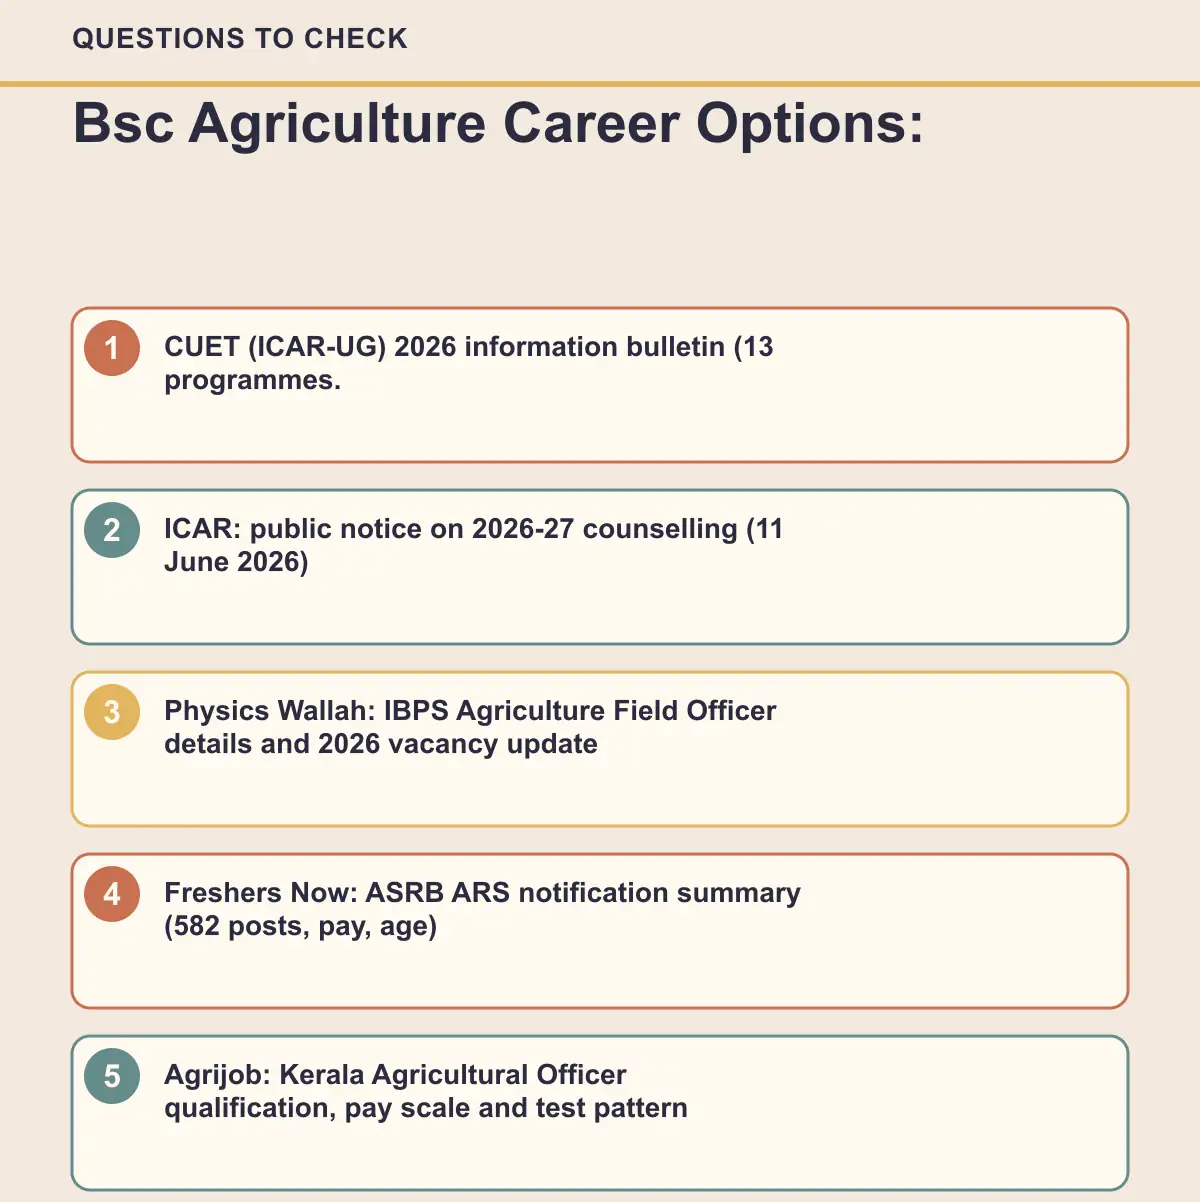 QUESTIONS TO CHECK
Bsc Agriculture Career Options:
1
CUET (ICAR-UG) 2026 information bulletin (13
programmes.
2
ICAR: public notice on 2026-27 counselling (11
June 2026)
3
Physics Wallah: IBPS Agriculture Field Officer
details and 2026 vacancy update
4
Freshers Now: ASRB ARS notification summary
(582 posts, pay, age)
5
Agrijob: Kerala Agricultural Officer
qualification, pay scale and test pattern